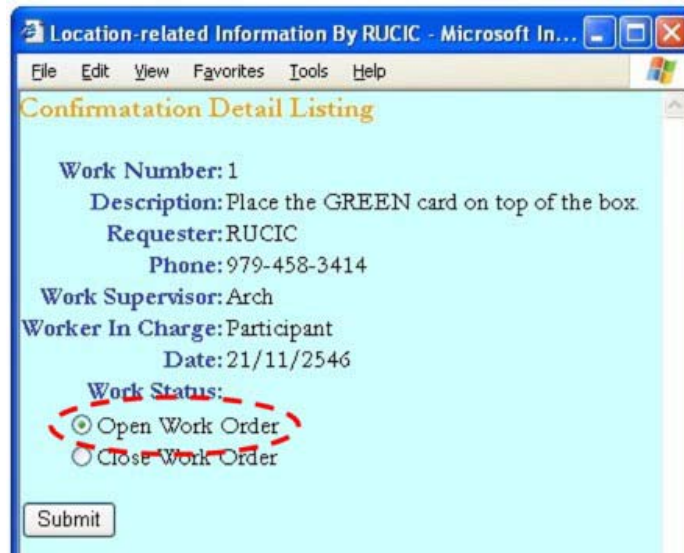 Location-related Information By RUCIC - Microsoft In...
File Edit View Favorites Tools Help
Confirmatation Detail Listing
Work Number: 1
Description: Place the GREEN card on top of the box.
Requester: RUCIC
Phone: 979-458-3414
Work Supervisor: Arch
Worker In Charge: Participant
Date: 21/11/2546
Work Status:
Open Work Order
Close Work Order
Submit